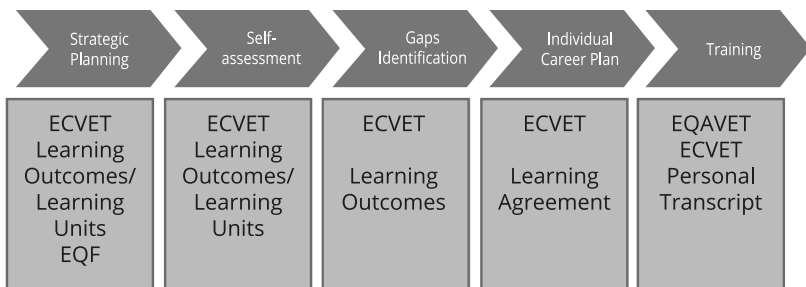 Strategic
Planning
Self-
assessment
Gaps
Identification
Individual
Career Plan
Training
ECVET
Learning
Outcomes/
Learning
Units
EQF
ECVET
Learning
Outcomes/
Learning
Units
ECVET
Learning
Outcomes
ECVET
Learning
Agreement
EQAVET
ECVET
Personal
Transcript